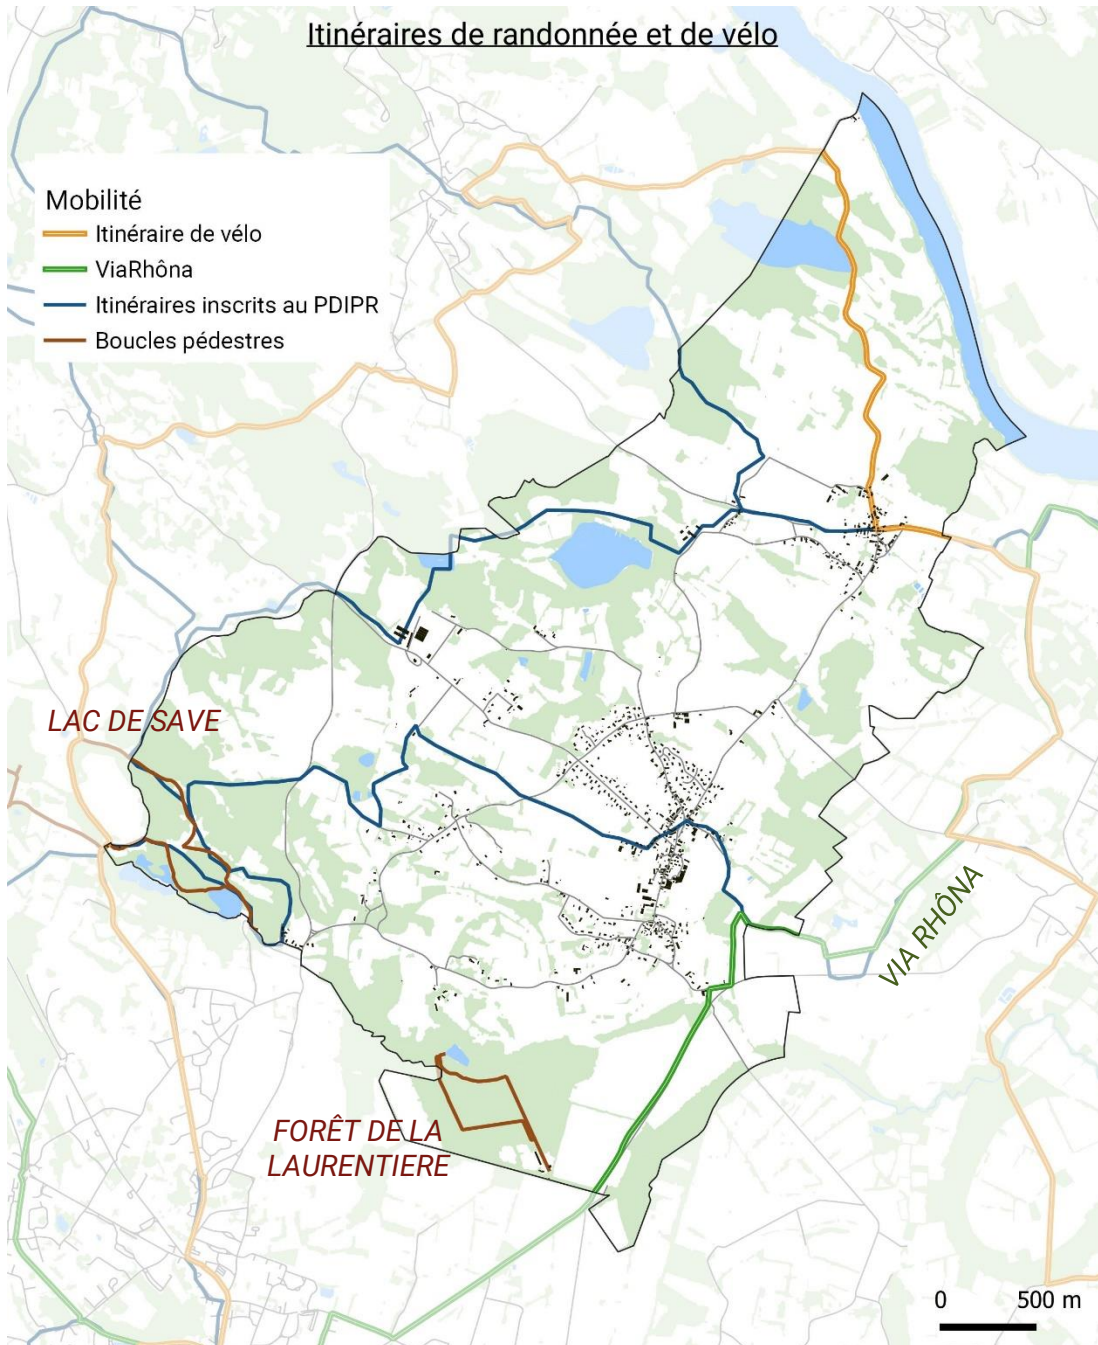 Itinéraires de randonnée et de vélo
Mobilité
Itinéraire de vélo
ViaRhôna
Itinéraires inscrits au PDIPR
Boucles pédestres
LAC DE SAVE
VIA RHÔNA
FORÊT DE LA
LAURENTIERE
0 500 m